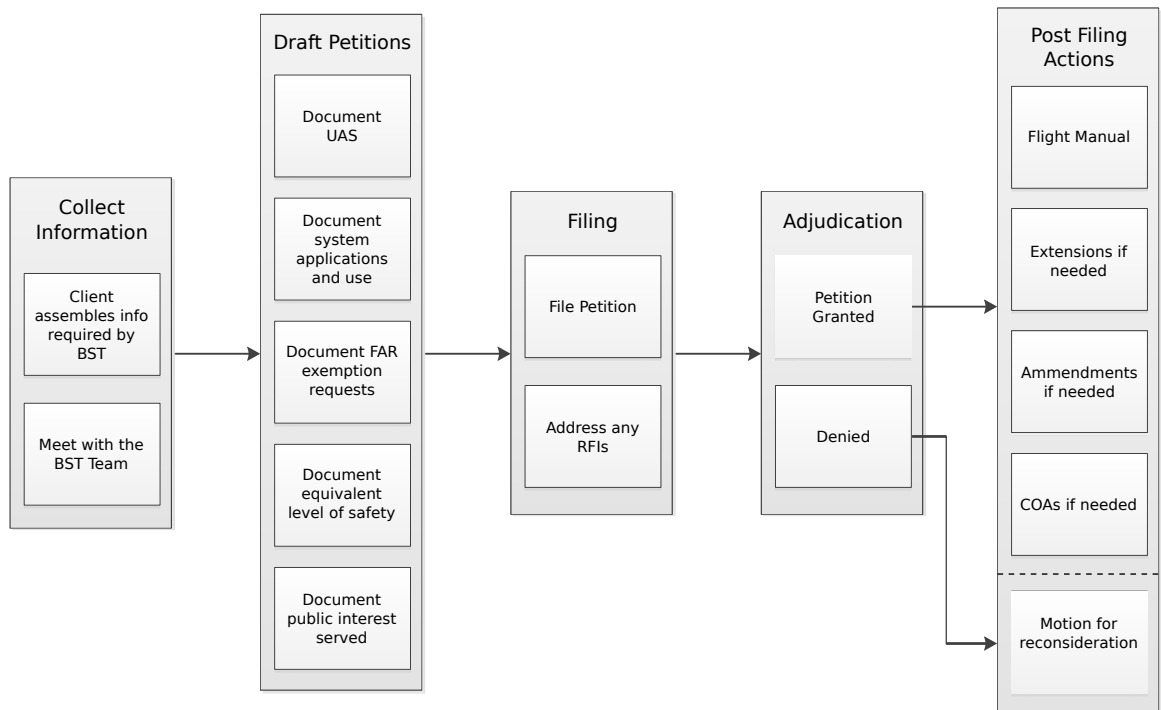 Collect
Information
Client
assembles info
required by
BST
Meet with the
BST Team
Draft Petitions
Document
UAS
Document
system
applications
and use
Document FAR
exemption
requests
Document
equivalent
level of safety
Document
public interest
served
Filing
File Petition
Address any
RFIs
Adjudication
Petition
Granted
Denied
Post Filing
Actions
Flight Manual
Extensions if
needed
Ammendments
if needed
COAs if needed
Motion for
reconsideration